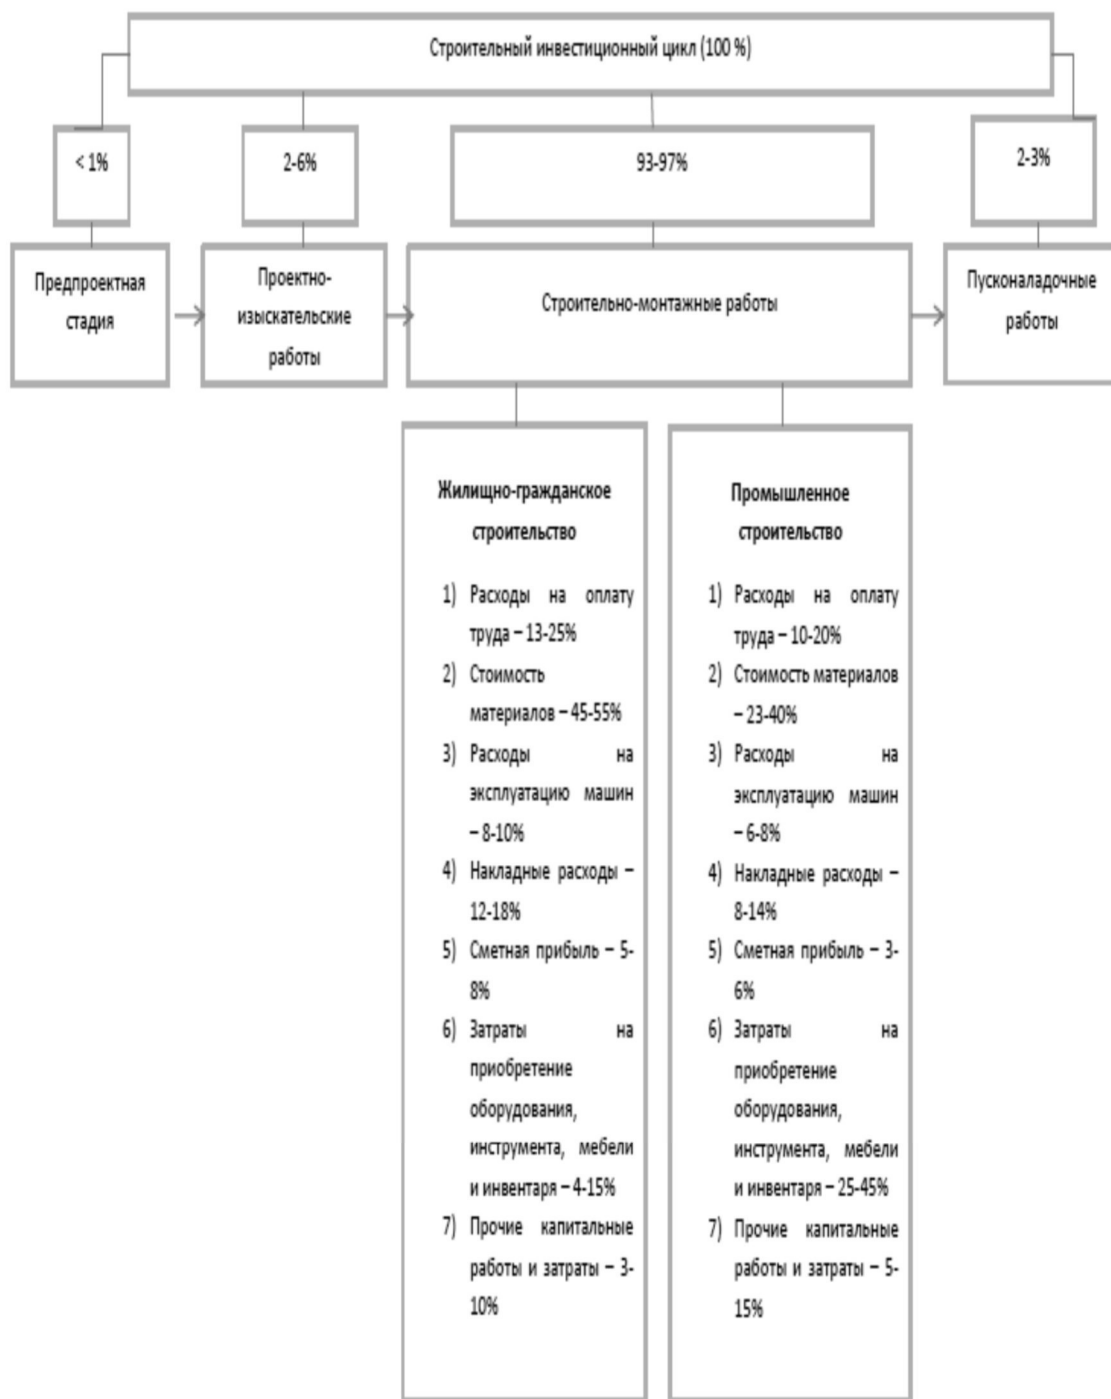 Строительный инвестиционный цикл (100 %)
< 1%
2-6%
93-97%
2-3%
Предпроектная
стадия
Проектно-
изыскательские
работы
Строительно-монтажные работы
Пусконаладочные
работы
Жилищно-гражданское
строительство
1) Расходы на оплату
труда – 13-25%
2) Стоимость
материалов – 45-55%
3) Расходы на
эксплуатацию машин
– 8-10%
4) Накладные расходы –
12-18%
5) Сметная прибыль – 5-
8%
6) Затраты на
приобретение
оборудования,
инструмента, мебели
и инвентаря – 4-15%
7) Прочие капитальные
работы и затраты – 3-
10%
Промышленное
строительство
1) Расходы на оплату
труда – 10-20%
2) Стоимость материалов
– 23-40%
3) Расходы на
эксплуатацию машин
– 6-8%
4) Накладные расходы –
8-14%
5) Сметная прибыль – 3-
6%
6) Затраты на
приобретение
оборудования,
инструмента, мебели
и инвентаря – 25-45%
7) Прочие капитальные
работы и затраты – 5-
15%